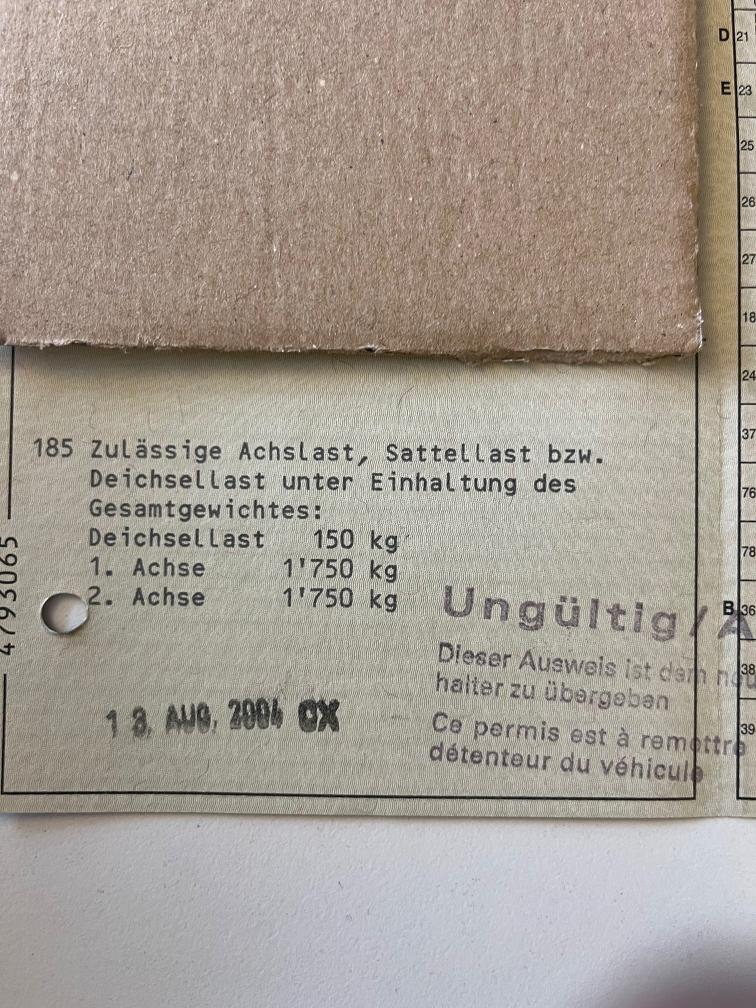 D 21
E 23
25
26
27
18
24
37
76
78
B 36
38
39
185 Zulässige Achslast, Sattellast bzw.
Deichsellast unter Einhaltung des
Gesamtgewichtes:
Deichsellast 150 kg
1. Achse 1'750 kg
2. Achse 1'750 kg
4793065
Ungültig / A
Dieser Ausweis ist dem neu
halter zu übergeben
Ce permis est à remettre
détenteur du véhicule
AUG. 2004